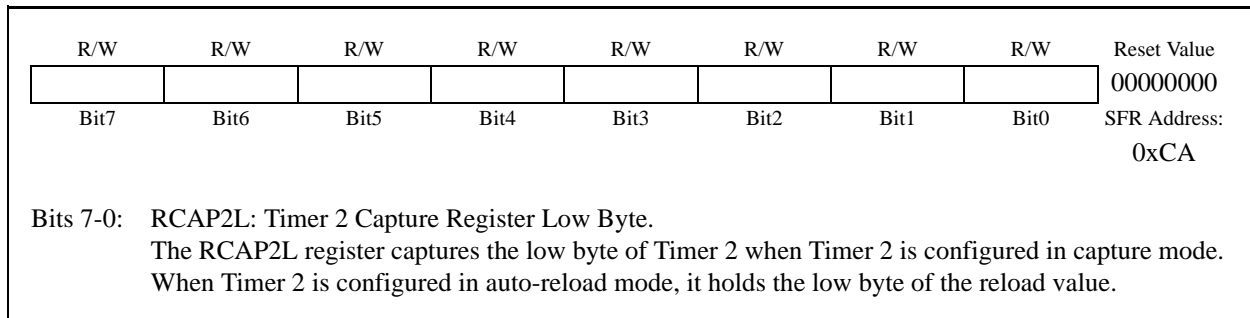 R/W R/W R/W R/W R/W R/W R/W R/W Reset Value
00000000
Bit7 Bit6 Bit5 Bit4 Bit3 Bit2 Bit1 Bit0 SFR Address:
0xCA
Bits 7-0: RCAP2L: Timer 2 Capture Register Low Byte.
The RCAP2L register captures the low byte of Timer 2 when Timer 2 is configured in capture mode.
When Timer 2 is configured in auto-reload mode, it holds the low byte of the reload value.